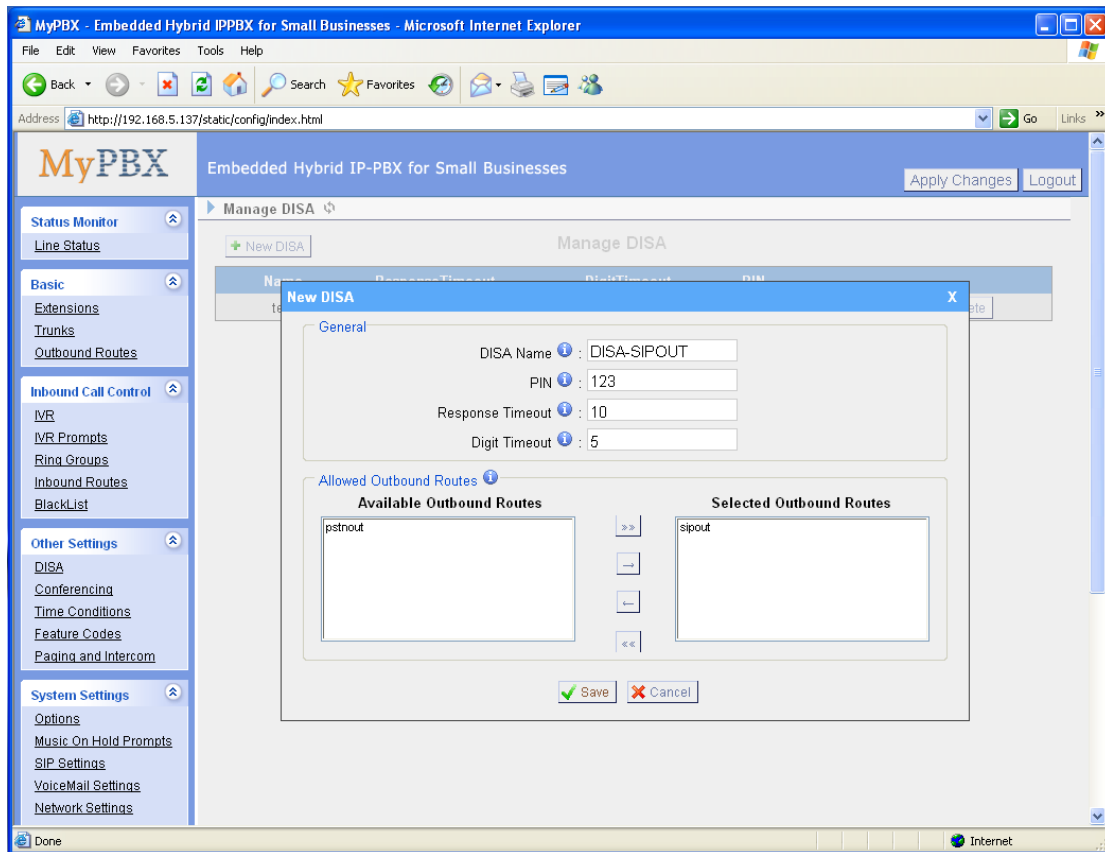 MyPBX - Embedded Hybrid IPPBX for Small Businesses - Microsoft Internet Explorer
File Edit View Favorites Tools Help
Back Search Favorites
Address http://192.168.5.137/static/config/index.html Go Links »
MyPBX
Embedded Hybrid IP-PBX for Small Businesses
Apply Changes Logout
Status Monitor
Line Status
Basic
Extensions
Trunks
Outbound Routes
Inbound Call Control
IVR
IVR Prompts
Ring Groups
Inbound Routes
BlackList
Other Settings
DISA
Conferencing
Time Conditions
Feature Codes
Paging and Intercom
System Settings
Options
Music On Hold Prompts
SIP Settings
VoiceMail Settings
Network Settings
Manage DISA
New DISA
Manage DISA
Name ResponseTimeout DigitTimeout PIN
New DISA X
General
DISA Name : DISA-SIPOUT
PIN : 123
Response Timeout : 10
Digit Timeout : 5
Allowed Outbound Routes
Available Outbound Routes Selected Outbound Routes
pstnout >> sipout
→
←
<<
Save Cancel
Done Internet